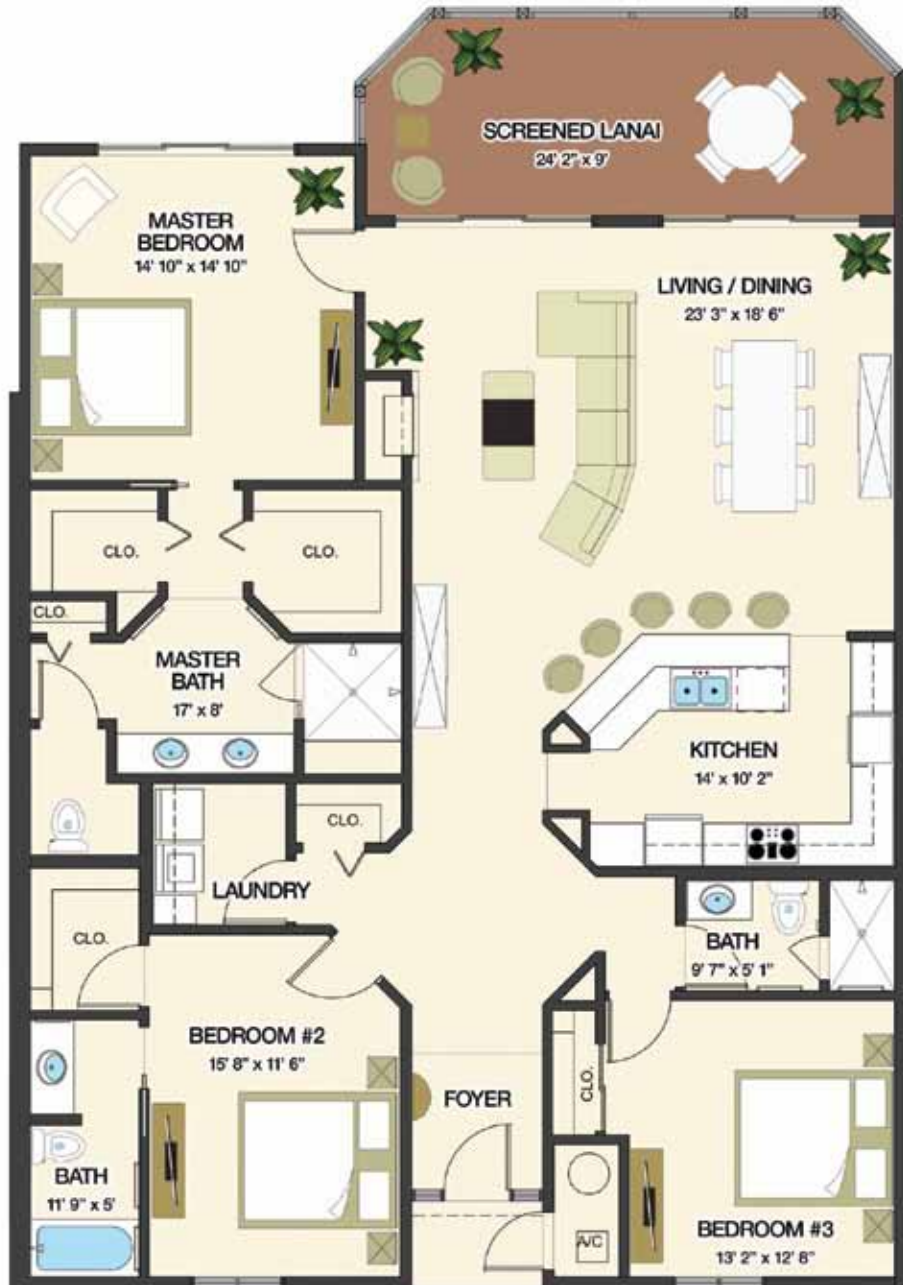 SCREENED LANAI
24' 2" x 9'
MASTER
BEDROOM
14' 10" x 14' 10"
LIVING / DINING
23' 3" x 18' 6"
CLO.
CLO.
CLO.
MASTER
BATH
17' x 8'
KITCHEN
14' x 10' 2"
CLO.
LAUNDRY
CLO.
BATH
9' 7" x 5' 1"
BEDROOM #2
15' 8" x 11' 6"
CLO.
FOYER
BATH
11' 9" x 5'
A/C
BEDROOM #3
13' 2" x 12' 8"